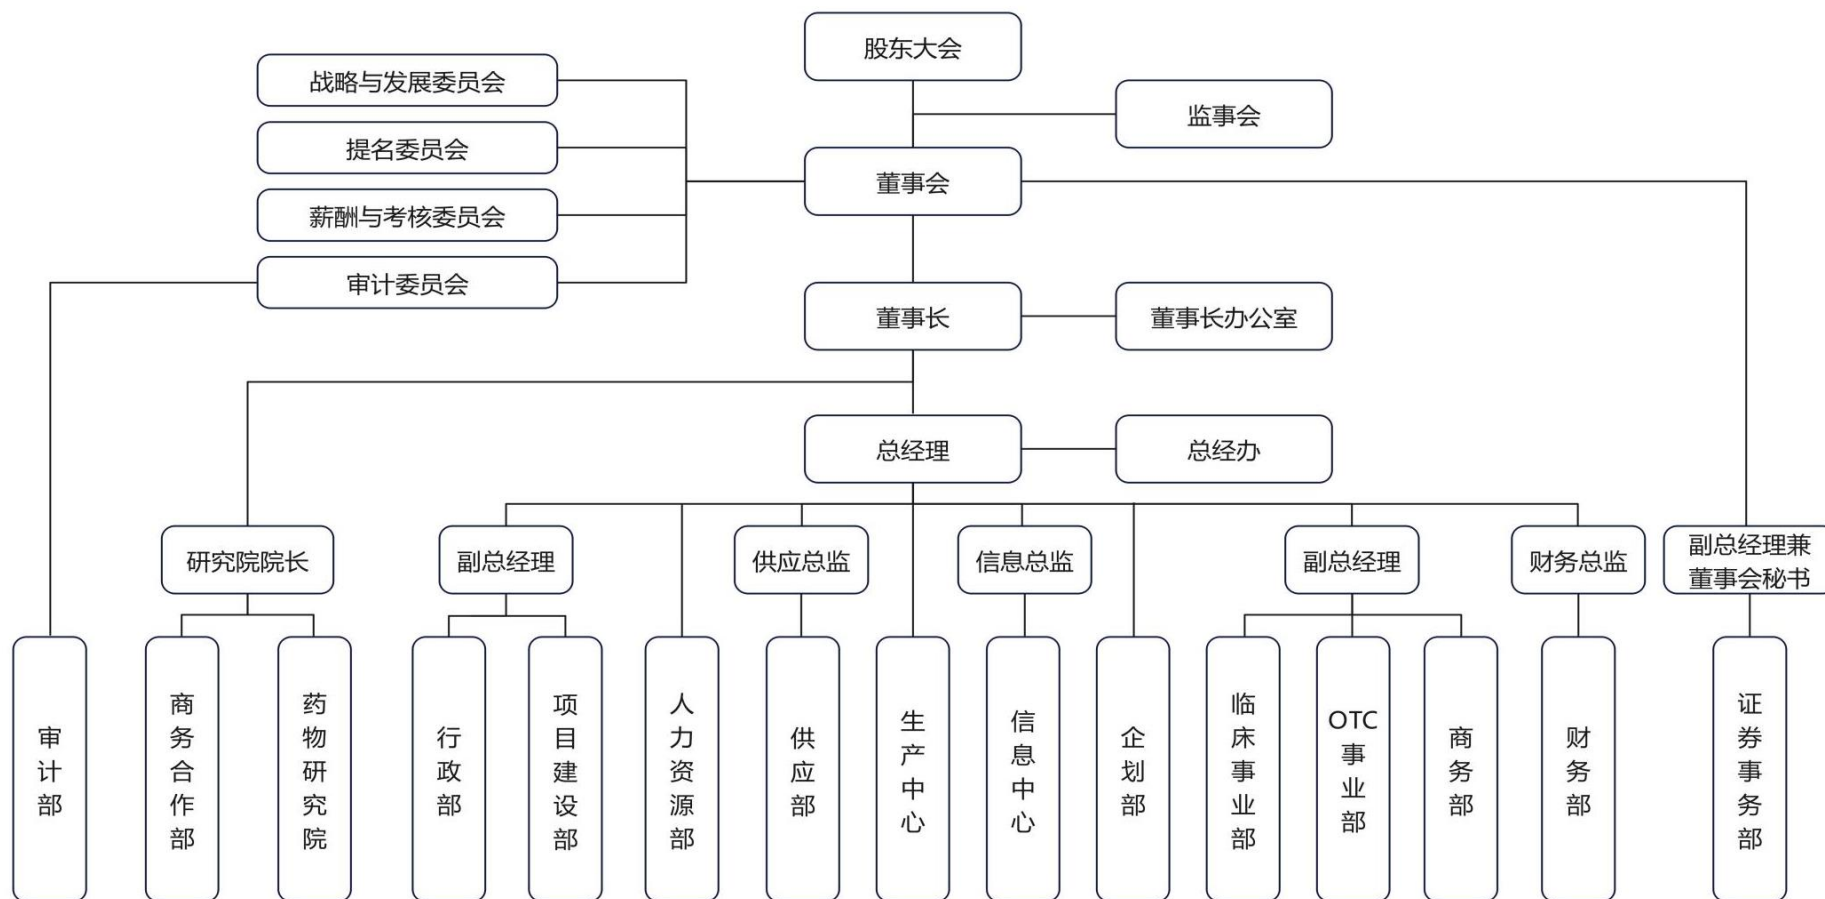 股东大会
战略与发展委员会
监事会
提名委员会
董事会
薪酬与考核委员会
审计委员会
董事长
董事长办公室
总经理
总经办
研究院院长
副总经理
供应总监
信息总监
副总经理
财务总监
副总经理兼
董事会秘书
审计部
商务合作部
药物研究院
行政部
项目建设部
人力资源部
供应部
生产中心
信息中心
企划部
临床事业部
OTC
事业部
商务部
财务部
证券事务部